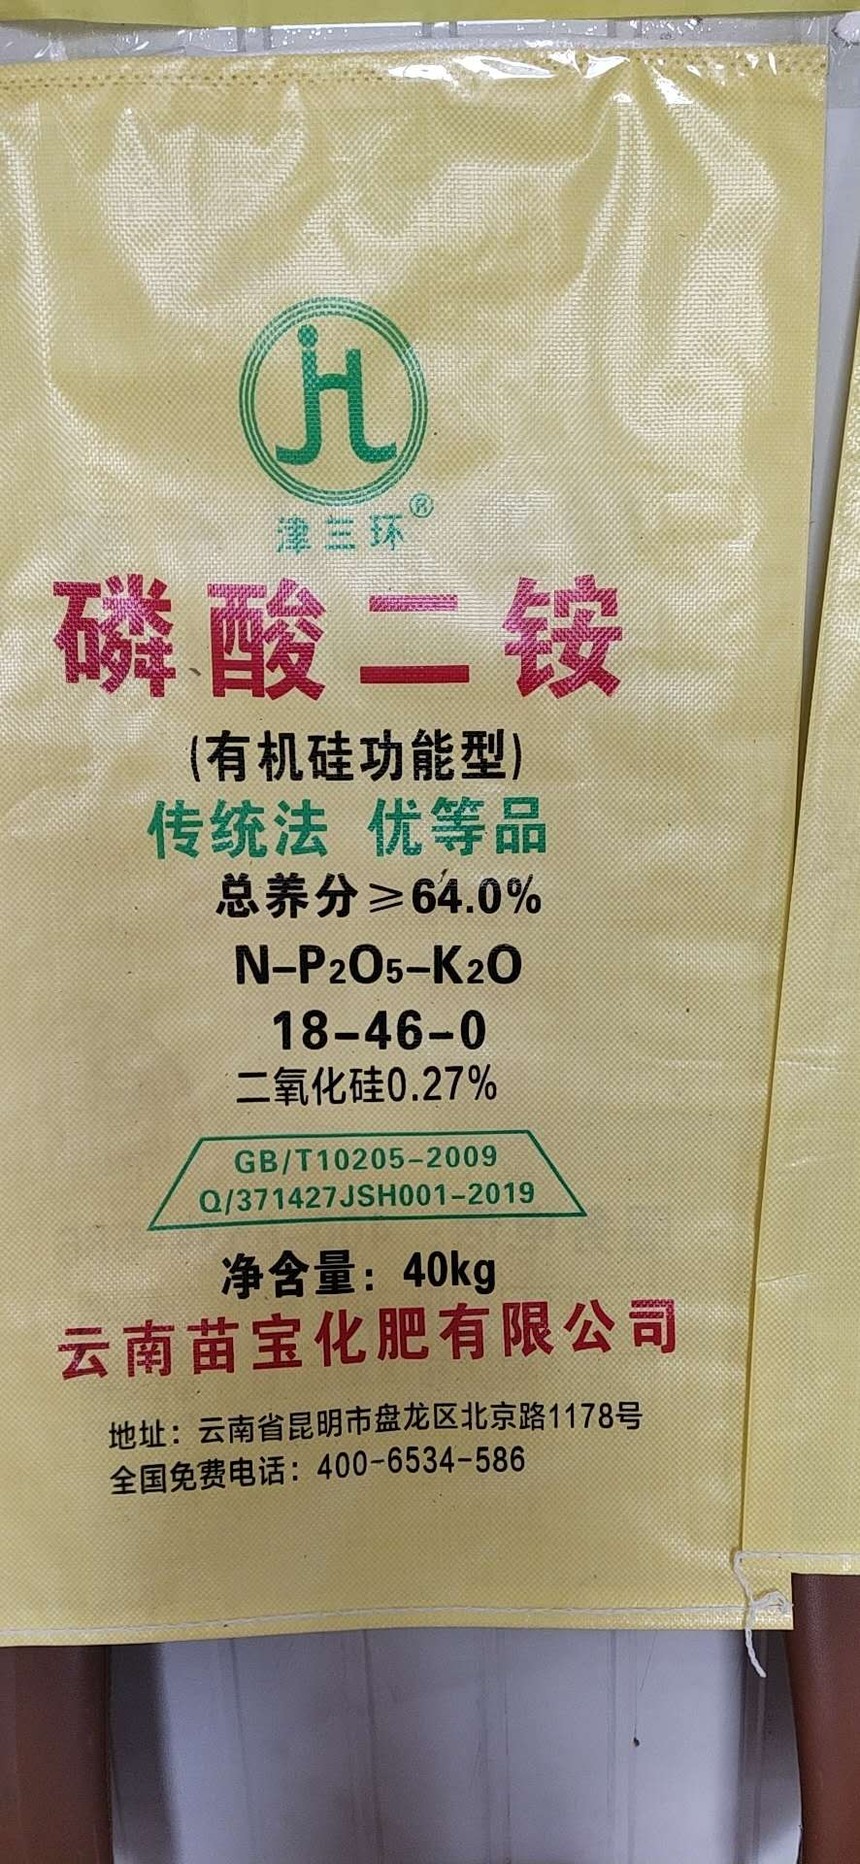 津三环®
磷酸二铵
(有机硅功能型)
传统法 优等品
总养分≥64.0%
N-P₂O₅-K₂O
18-46-0
二氧化硅0.27%
GB/T10205-2009
Q/371427JSH001-2019
净含量：40kg
云南苗宝化肥有限公司
地址：云南省昆明市盘龙区北京路1178号
全国免费电话：400-6534-586